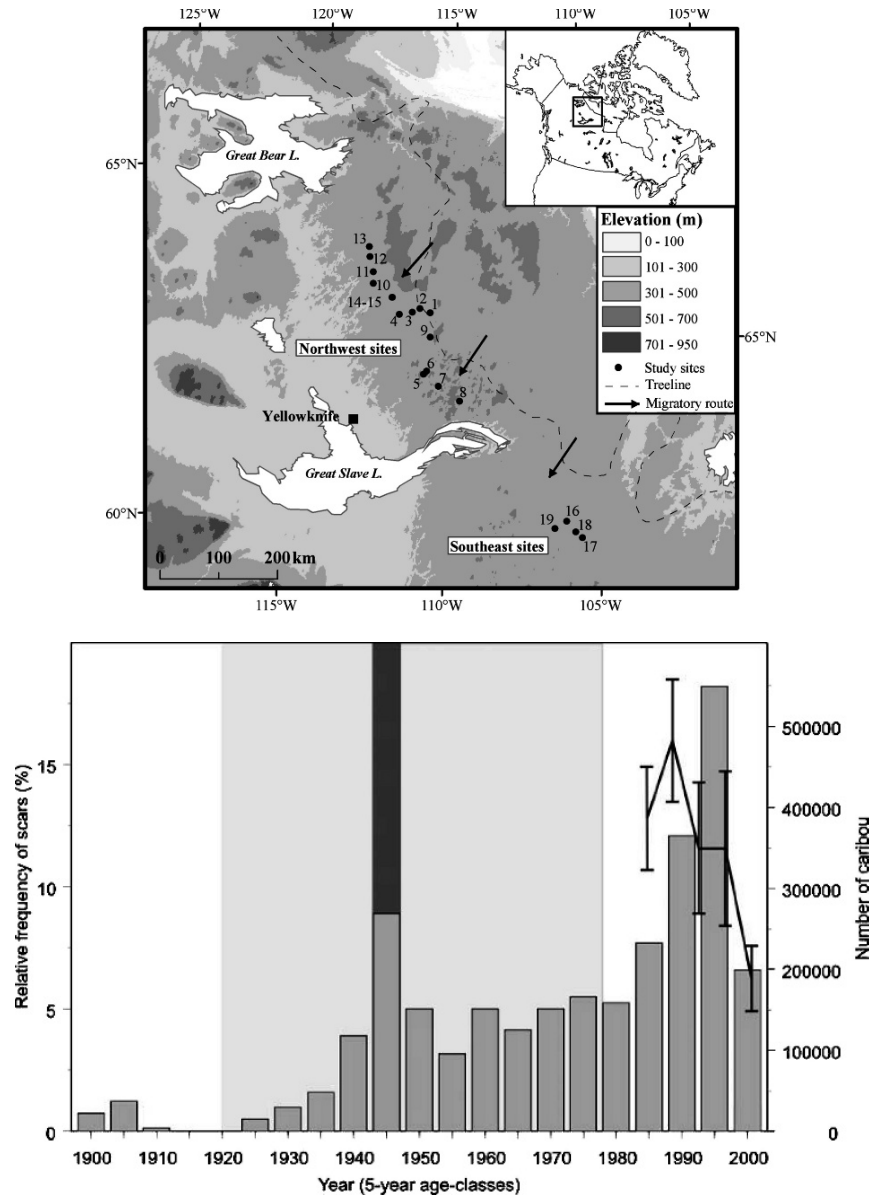 125°W 120°W 115°W 110°W 105°W
65°N
Great Bear L.
Elevation (m)
0 - 100
101 - 300
301 - 500
501 - 700
701 - 950
Study sites
Treeline
Migratory route
13
12
11
10
14-15
2
1
4
3
9
65°N
Northwest sites
6
5
7
8
Yellowknife
Great Slave L.
60°N
16
19
18
17
Southeast sites
0 100 200 km
115°W 110°W 105°W
Relative frequency of scars (%)
15
10
5
0
Number of caribou
500000
400000
300000
200000
100000
0
1900 1910 1920 1930 1940 1950 1960 1970 1980 1990 2000
Year (5-year age-classes)